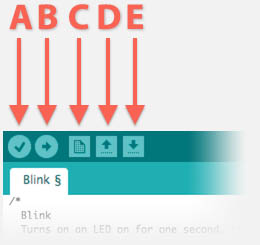 A B C D E
Blink §
/*
Blink
Turns on an LED on for one second,